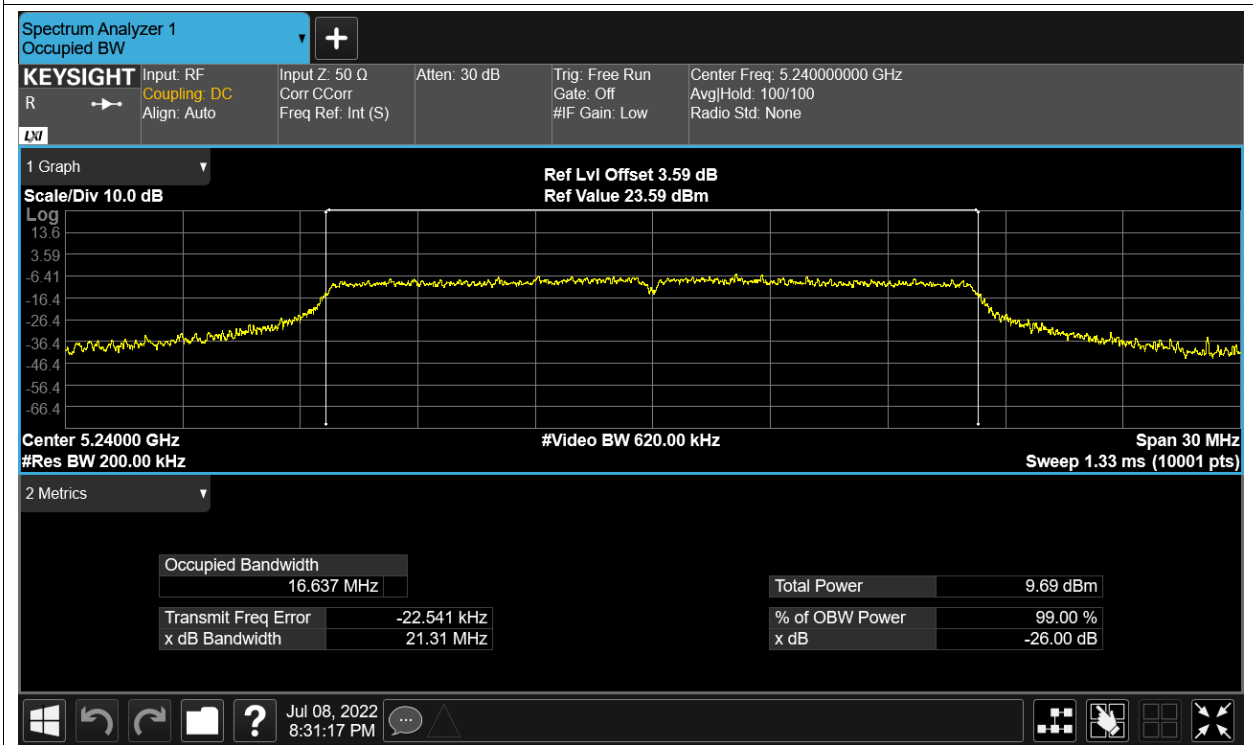 Spectrum Analyzer 1
Occupied BW
KEYSIGHT
R
LXI
Input: RF
Coupling: DC
Align: Auto
Input Z: 50 Ω
Corr CCorr
Freq Ref: Int (S)
Atten: 30 dB
Trig: Free Run
Gate: Off
#IF Gain: Low
Center Freq: 5.240000000 GHz
Avg|Hold: 100/100
Radio Std: None
1 Graph
Scale/Div 10.0 dB
Ref Lvl Offset 3.59 dB
Ref Value 23.59 dBm
Log
13.6
3.59
-6.41
-16.4
-26.4
-36.4
-46.4
-56.4
-66.4
Center 5.24000 GHz
#Video BW 620.00 kHz
Span 30 MHz
#Res BW 200.00 kHz
Sweep 1.33 ms (10001 pts)
2 Metrics
Occupied Bandwidth
16.637 MHz
Total Power 9.69 dBm
Transmit Freq Error -22.541 kHz
% of OBW Power 99.00 %
x dB Bandwidth 21.31 MHz
x dB -26.00 dB
?
Jul 08, 2022
8:31:17 PM